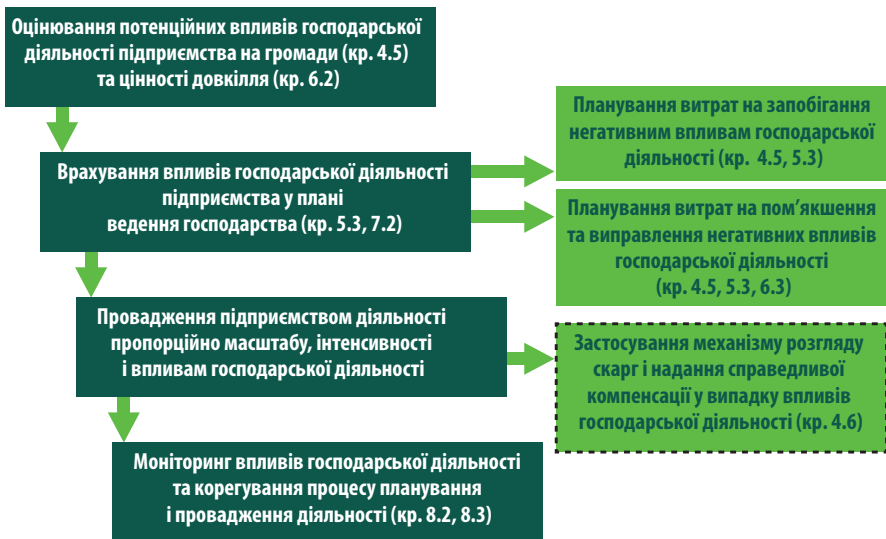 Оцінювання потенційних впливів господарської
діяльності підприємства на громади (кр. 4.5)
та цінності довкілля (кр. 6.2)
Врахування впливів господарської діяльності
підприємства у плані
ведення господарства (кр. 5.3, 7.2)
Планування витрат на запобігання
негативним впливам господарської
діяльності (кр. 4.5, 5.3)
Планування витрат на пом’якшення
та виправлення негативних впливів
господарської діяльності
(кр. 4.5, 5.3, 6.3)
Провадження підприємством діяльності
пропорційно масштабу, інтенсивності
і впливам господарської діяльності
Застосування механізму розгляду
скарг і надання справедливої
компенсації у випадку впливів
господарської діяльності (кр. 4.6)
Моніторинг впливів господарської діяльності
та корегування процесу планування
і провадження діяльності (кр. 8.2, 8.3)